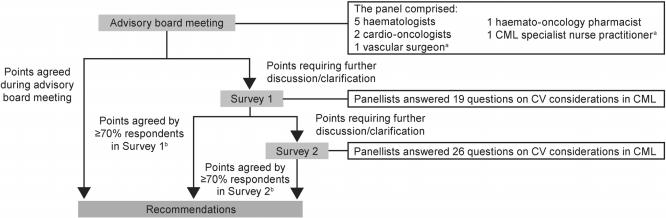 Advisory board meeting
The panel comprised:
5 haematologists
2 cardio-oncologists
1 vascular surgeonᵃ
1 haemato-oncology pharmacist
1 CML specialist nurse practitionerᵃ
Points agreed
during advisory
board meeting
Points requiring further
discussion/clarification
Survey 1
Panellists answered 19 questions on CV considerations in CML
Points agreed by
≥70% respondents
in Survey 1ᵇ
Points requiring further
discussion/clarification
Survey 2
Panellists answered 26 questions on CV considerations in CML
Points agreed by
≥70% respondents
in Survey 2ᵇ
Recommendations